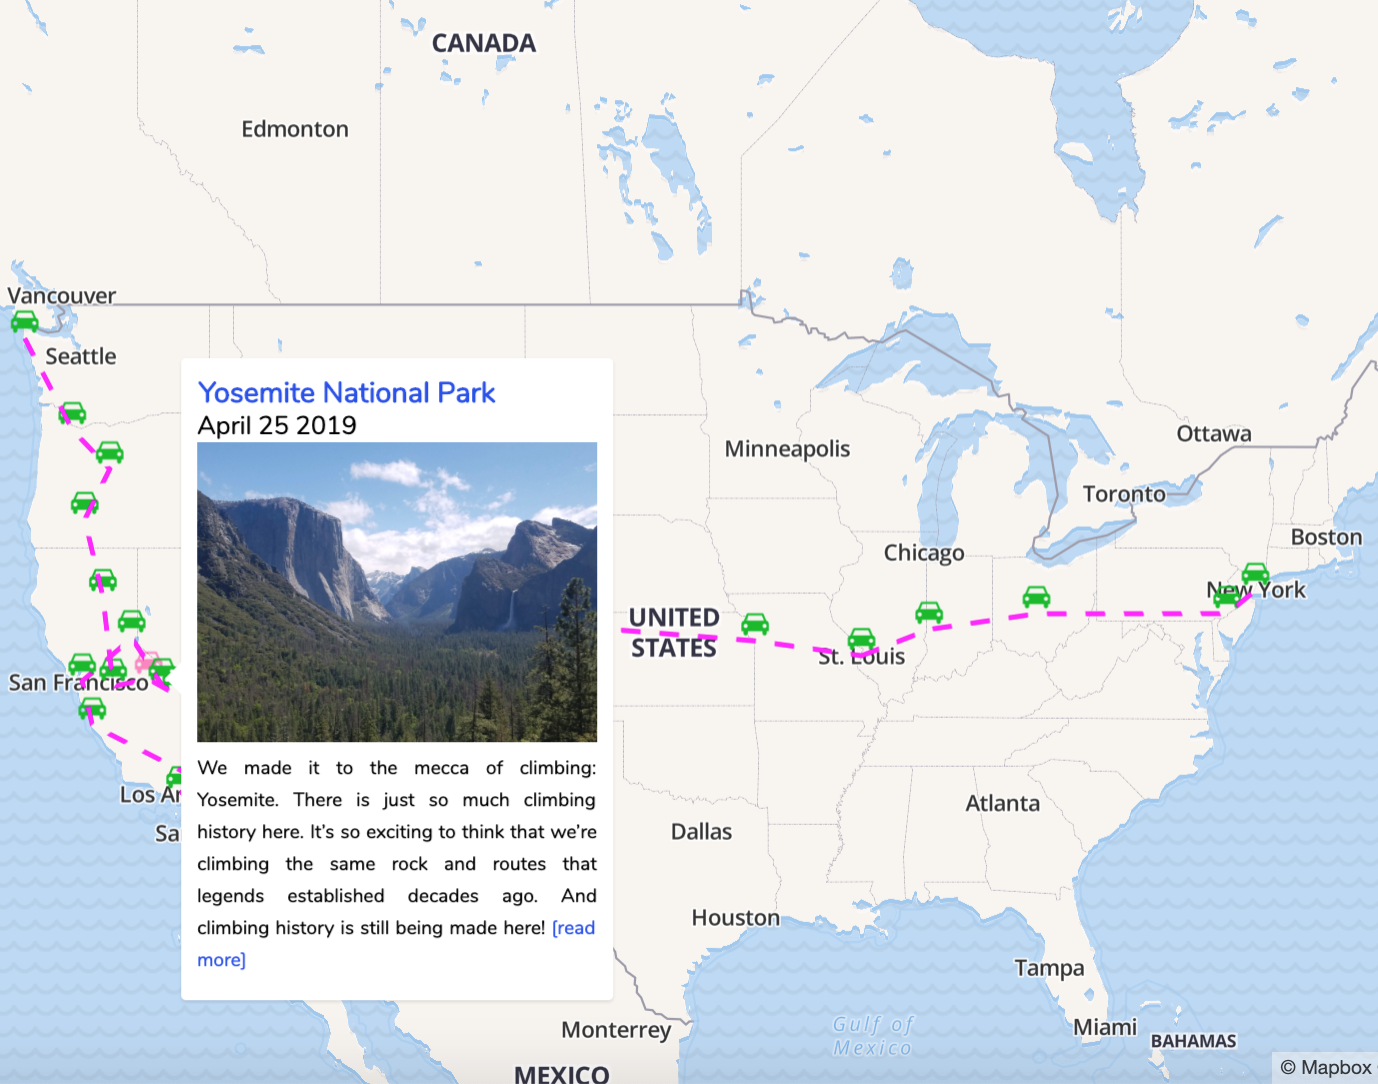 CANADA
Edmonton
Vancouver
Seattle
Yosemite National Park
April 25 2019
We made it to the mecca of climbing:
Yosemite. There is just so much climbing
history here. It’s so exciting to think that we’re
climbing the same rock and routes that
legends established decades ago. And
climbing history is still being made here! [read
more]
Ottawa
Minneapolis
Toronto
Boston
Chicago
New York
UNITED
STATES
St. Louis
San Francisco
Los An
Sa
Atlanta
Dallas
Houston
Tampa
Gulf of
Mexico
Miami
Monterrey
BAHAMAS
MEXICO
© Mapbox